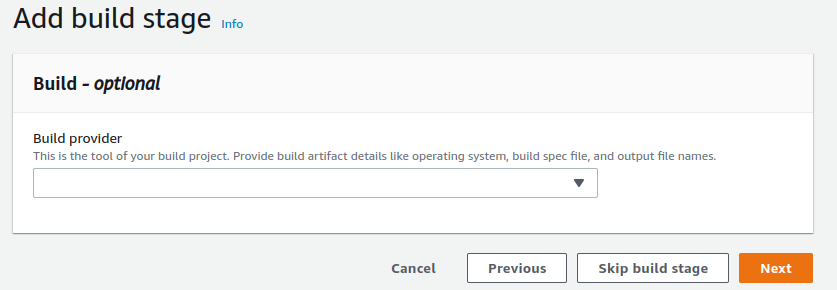 Add build stage Info
Build - optional
Build provider
This is the tool of your build project. Provide build artifact details like operating system, build spec file, and output file names.
Cancel Previous Skip build stage Next